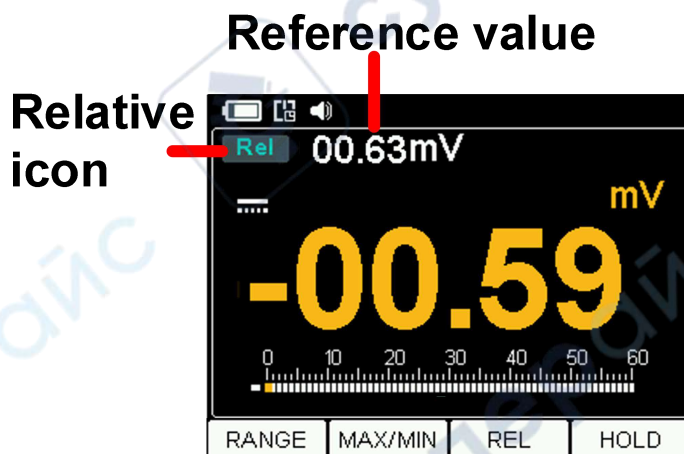 Reference value
Relative
icon
Rel 00.63mV
mV
-00.59
0 10 20 30 40 50 60
-
RANGE MAX/MIN REL HOLD